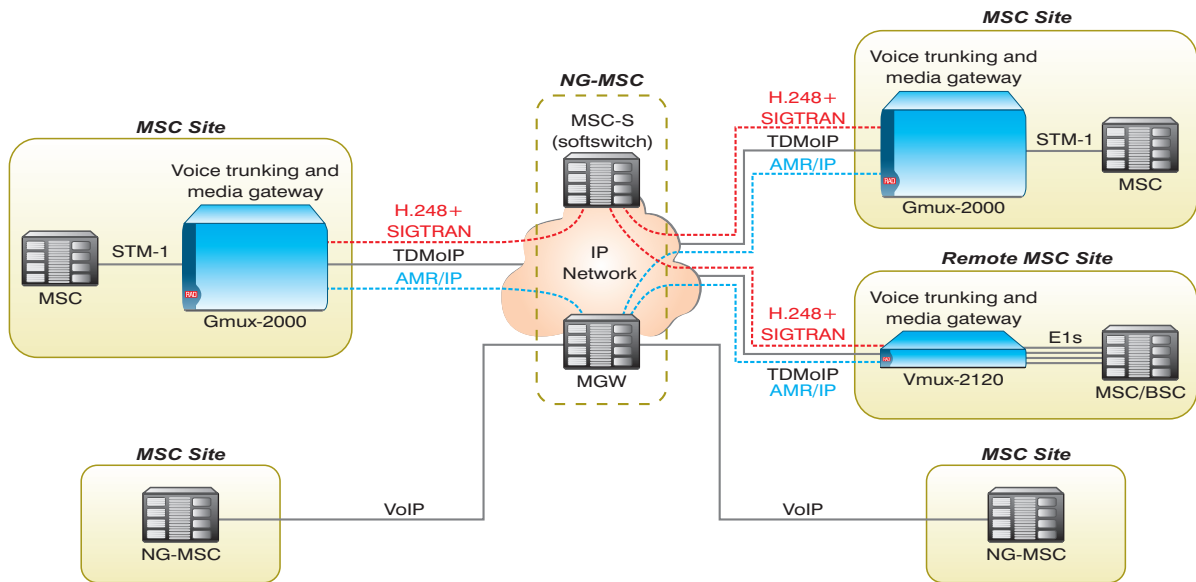 MSC Site
Voice trunking and
media gateway
RAD
Gmux-2000
MSC
STM-1
H.248+
SIGTRAN
TDMoIP
AMR/IP
NG-MSC
MSC-S
(softswitch)
IP
Network
MGW
MSC Site
Voice trunking and
media gateway
H.248+
SIGTRAN
TDMoIP
AMR/IP
RAD
Gmux-2000
STM-1
MSC
Remote MSC Site
Voice trunking and
media gateway
H.248+
SIGTRAN
TDMoIP
AMR/IP
RAD
Vmux-2120
E1s
MSC/BSC
MSC Site
NG-MSC
VoIP
VoIP
MSC Site
NG-MSC